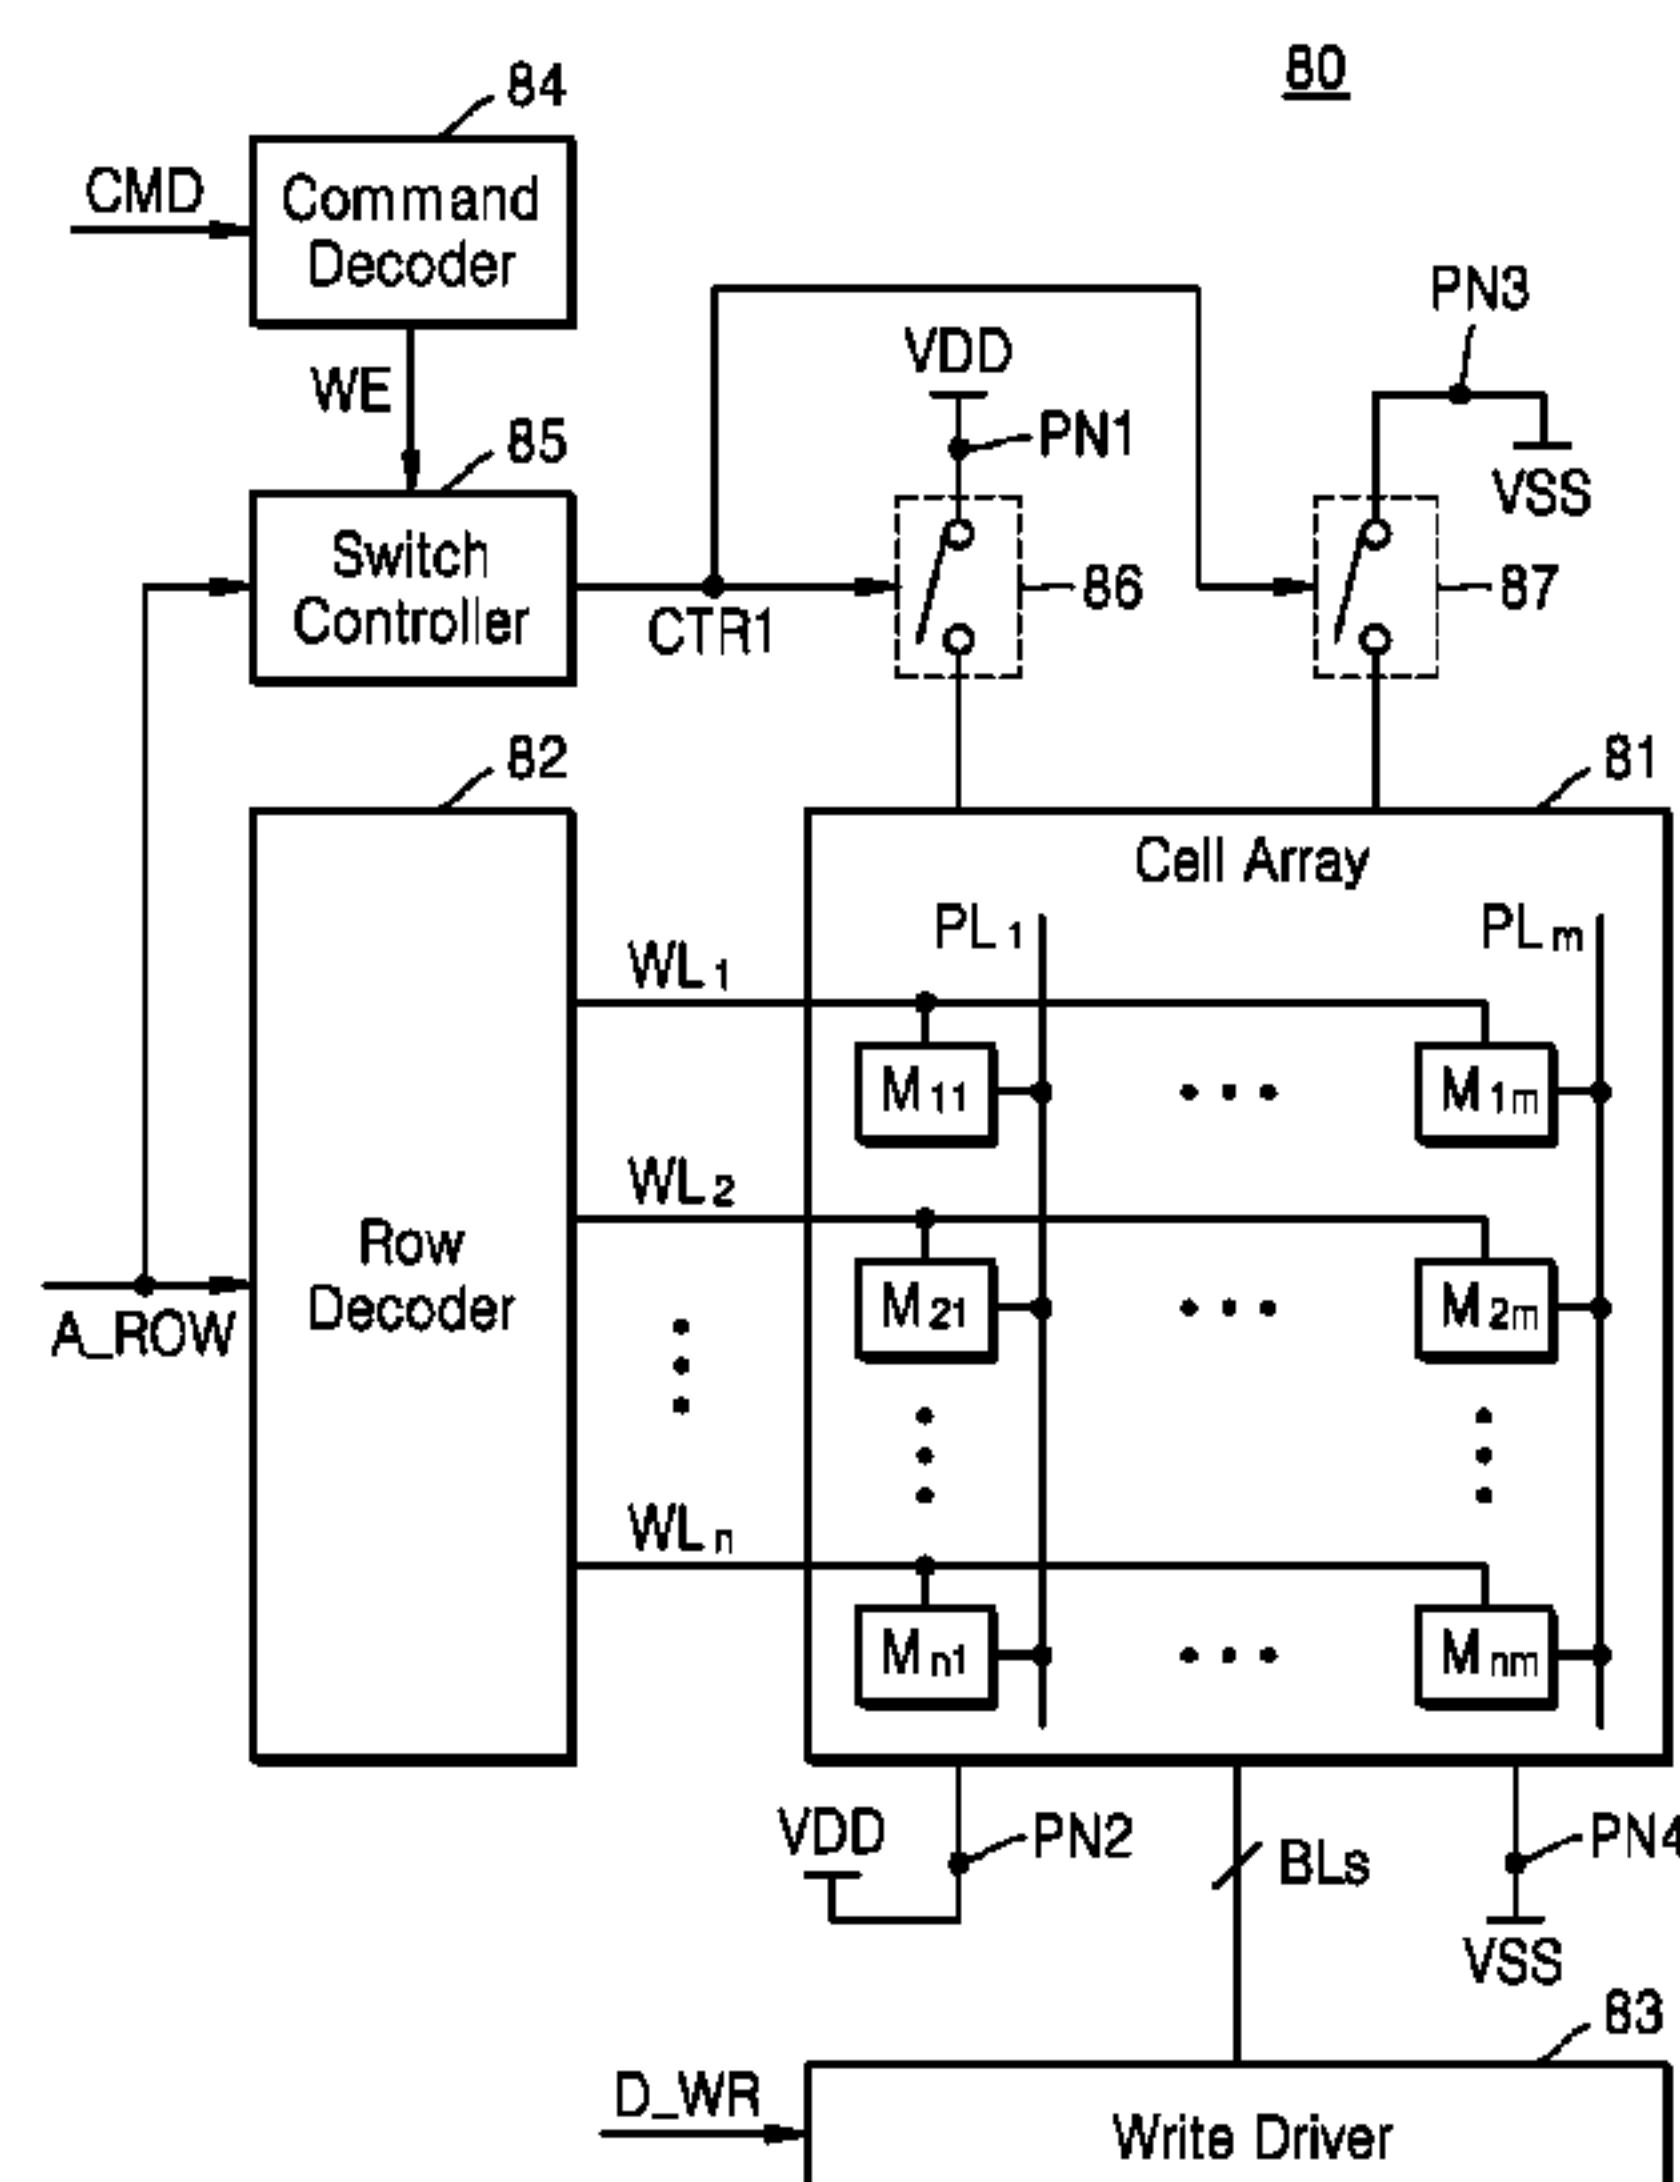 80
84
CMD
Command
Decoder
PN3
VDD
WE
PN1
85
VSS
Switch
Controller
86
87
CTR1
82
81
Cell Array
PL1
PLm
WL1
M11
M1m
WL2
Row
Decoder
M21
M2m
A_ROW
WLn
Mn1
Mnm
VDD
PN2
BLs
PN4
VSS
83
D_WR
Write Driver